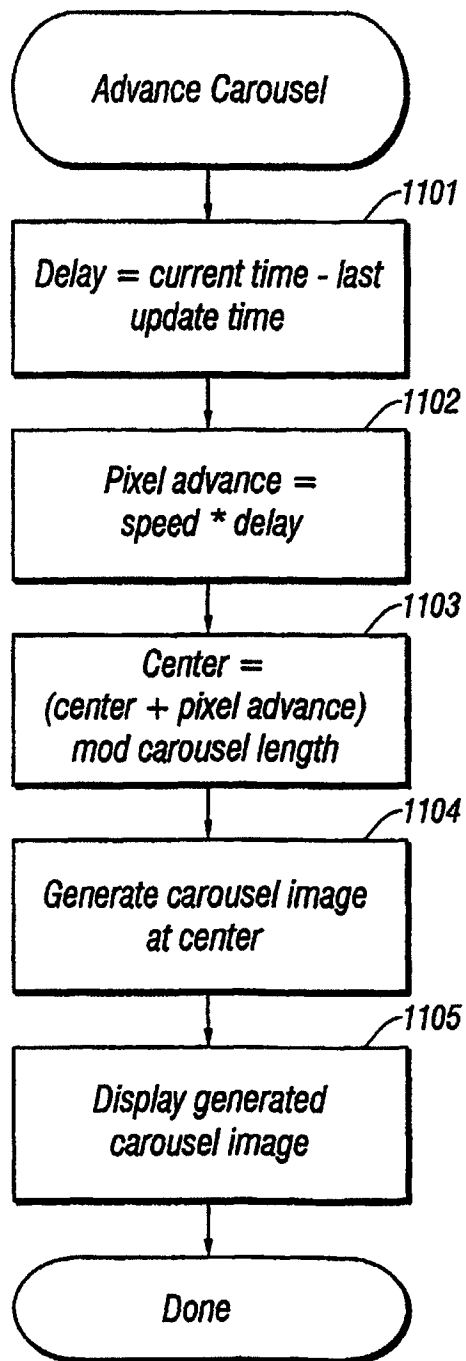 Advance Carousel
1101
Delay = current time - last
update time
1102
Pixel advance =
speed * delay
1103
Center =
(center + pixel advance)
mod carousel length
1104
Generate carousel image
at center
1105
Display generated
carousel image
Done